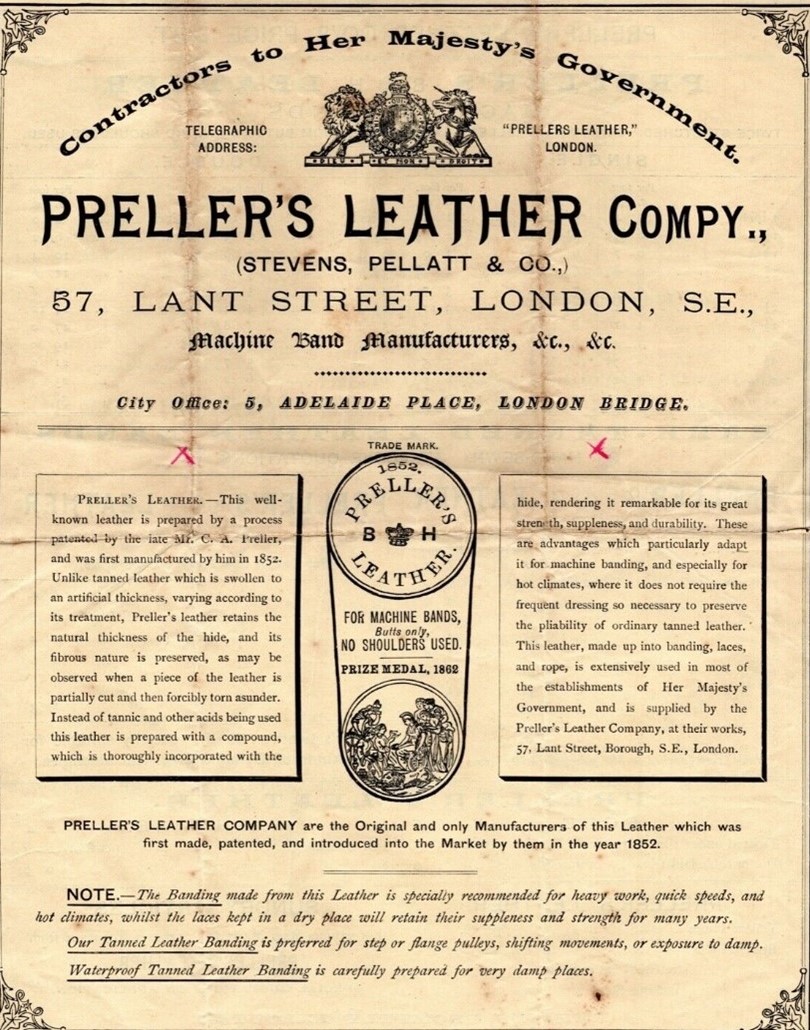 Contractors to Her Majesty's Government.
TELEGRAPHIC
ADDRESS:
DIEU ET MON DROIT
"PRELLERS LEATHER,"
LONDON.
PRELLER'S LEATHER COMPY.,
(STEVENS, PELLATT & CO.,)
57, LANT STREET, LONDON, S.E.,
Machine Band Manufacturers, &c., &c.
City Office: 5, ADELAIDE PLACE, LONDON BRIDGE.
PRELLER'S LEATHER.—This well-
known leather is prepared by a process
patented by the late Mr. C. A. Preller,
and was first manufactured by him in 1852.
Unlike tanned leather which is swollen to
an artificial thickness, varying according to
its treatment, Preller's leather retains the
natural thickness of the hide, and its
fibrous nature is preserved, as may be
observed when a piece of the leather is
partially cut and then forcibly torn asunder.
Instead of tannic and other acids being used
this leather is prepared with a compound,
which is thoroughly incorporated with the
TRADE MARK.
1852.
PRELLER'S
B H
LEATHER.
FOR MACHINE BANDS,
Butts only,
NO SHOULDERS USED.
PRIZE MEDAL, 1862
hide, rendering it remarkable for its great
strength, suppleness, and durability. These
are advantages which particularly adapt
it for machine banding, and especially for
hot climates, where it does not require the
frequent dressing so necessary to preserve
the pliability of ordinary tanned leather.
This leather, made up into banding, laces,
and rope, is extensively used in most of
the establishments of Her Majesty's
Government, and is supplied by the
Preller's Leather Company, at their works,
57, Lant Street, Borough, S.E., London.
PRELLER'S LEATHER COMPANY are the Original and only Manufacturers of this Leather which was
first made, patented, and introduced into the Market by them in the year 1852.
NOTE.—The Banding made from this Leather is specially recommended for heavy work, quick speeds, and
hot climates, whilst the laces kept in a dry place will retain their suppleness and strength for many years.
Our Tanned Leather Banding is preferred for step or flange pulleys, shifting movements, or exposure to damp.
Waterproof Tanned Leather Banding is carefully prepared for very damp places.